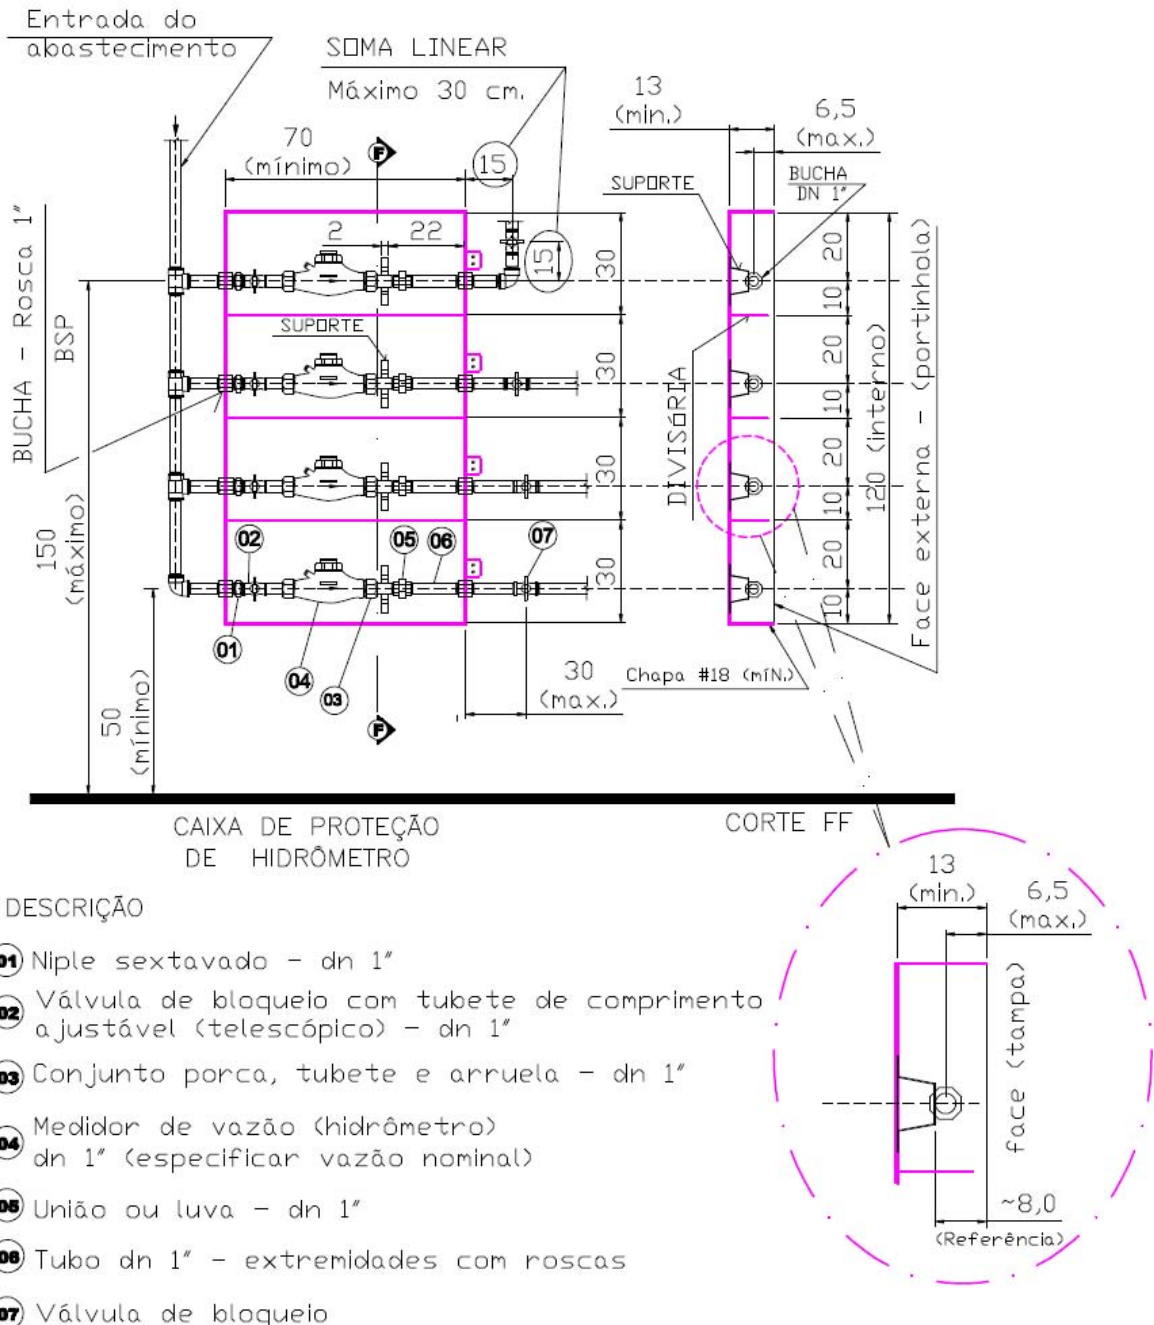 Entrada do
abastecimento
SOMA LINEAR
Máximo 30 cm.
13
(min.)
6,5
(max.)
70
(mínimo)
F
15
SUPORTE
BUCHA
DN 1"
2
22
15
30
20
10
BUCHA - Rosca 1"
BSP
SUPORTE
30
20
10
DIVISÓRIA
120 (interno)
Face externa - (portinhola)
30
20
10
150
(máximo)
02
05
06
07
30
20
10
01
04
03
50
(mínimo)
F
30
(max.)
Chapa #18 (míN.)
CAIXA DE PROTEÇÃO
DE HIDRÔMETRO
CORTE FF
13
(min.)
6,5
(max.)
face (tampa)
~8,0
(Referência)
DESCRIÇÃO
01 Niple sextavado - dn 1"
02 Válvula de bloqueio com tubete de comprimento
ajustável (telescópico) - dn 1"
03 Conjunto porca, tubete e arruela - dn 1"
04 Medidor de vazão (hidrômetro)
dn 1" (especificar vazão nominal)
05 União ou luva - dn 1"
06 Tubo dn 1" - extremidades com roscas
07 Válvula de bloqueio